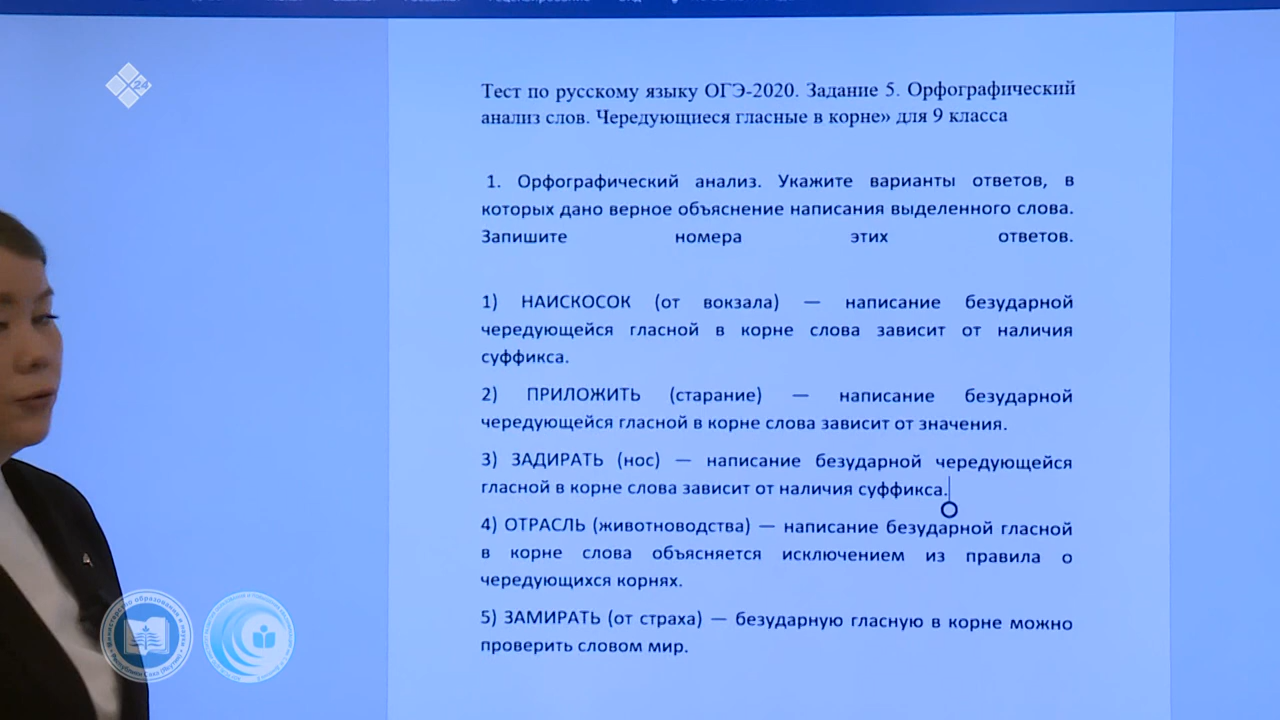 24
Тест по русскому языку ОГЭ-2020. Задание 5. Орфографический
анализ слов. Чередующиеся гласные в корне» для 9 класса
1. Орфографический анализ. Укажите варианты ответов, в
которых дано верное объяснение написания выделенного слова.
Запишите номера этих ответов.
1) НАИСКОСОК (от вокзала) — написание безударной
чередующейся гласной в корне слова зависит от наличия
суффикса.
2) ПРИЛОЖИТЬ (старание) — написание безударной
чередующейся гласной в корне слова зависит от значения.
3) ЗАДИРАТЬ (нос) — написание безударной чередующейся
гласной в корне слова зависит от наличия суффикса.
4) ОТРАСЛЬ (животноводства) — написание безударной гласной
в корне слова объясняется исключением из правила о
чередующихся корнях.
5) ЗАМИРАТЬ (от страха) — безударную гласную в корне можно
проверить словом мир.